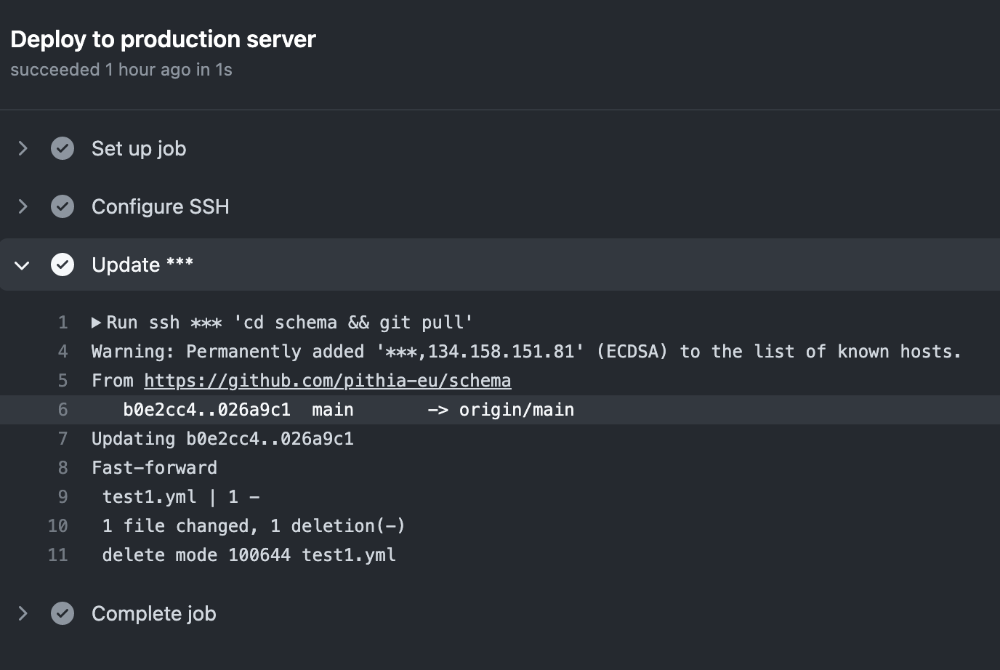 Deploy to production server
succeeded 1 hour ago in 1s
Set up job
Configure SSH
Update ***
1 Run ssh *** 'cd schema && git pull'
4 Warning: Permanently added '***,134.158.151.81' (ECDSA) to the list of known hosts.
5 From https://github.com/pithia-eu/schema
6    b0e2cc4..026a9c1  main       -> origin/main
7 Updating b0e2cc4..026a9c1
8 Fast-forward
9  test1.yml | 1 -
10  1 file changed, 1 deletion(-)
11  delete mode 100644 test1.yml
Complete job